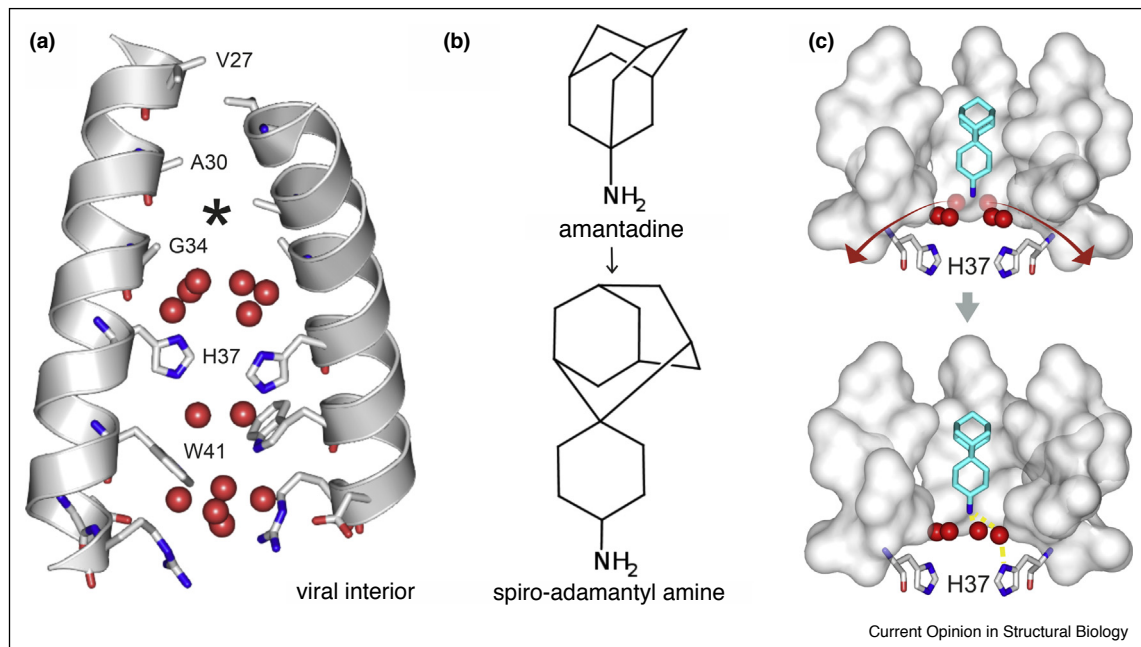 (a)
V27
A30
*
G34
H37
W41
viral interior
(b)
NH2
amantadine
NH2
spiro-adamantyl amine
(c)
H37
H37
Current Opinion in Structural Biology